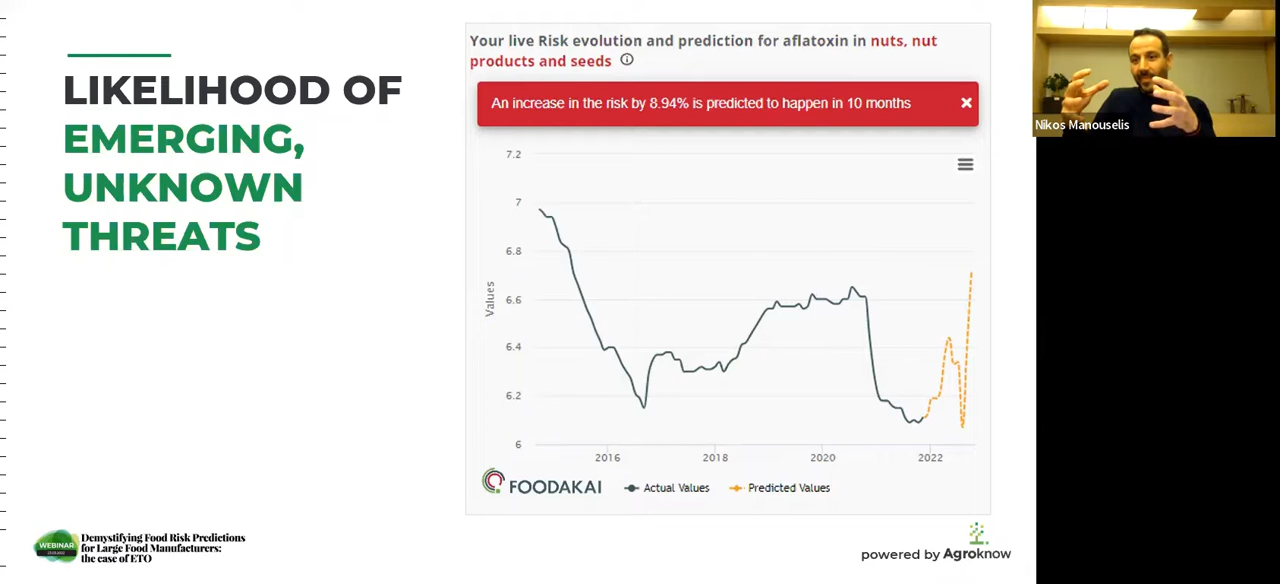 LIKELIHOOD OF
EMERGING,
UNKNOWN
THREATS
Your live Risk evolution and prediction for aflatoxin in nuts, nut
products and seeds
An increase in the risk by 8.94% is predicted to happen in 10 months
7.2
7
6.8
6.6
6.4
6.2
6
Values
2016
2018
2020
2022
FOODAKAI
Actual Values
Predicted Values
Nikos Manouselis
WEBINAR
Demystifying Food Risk Predictions
for Large Food Manufacturers:
the case of ETO
powered by Agroknow